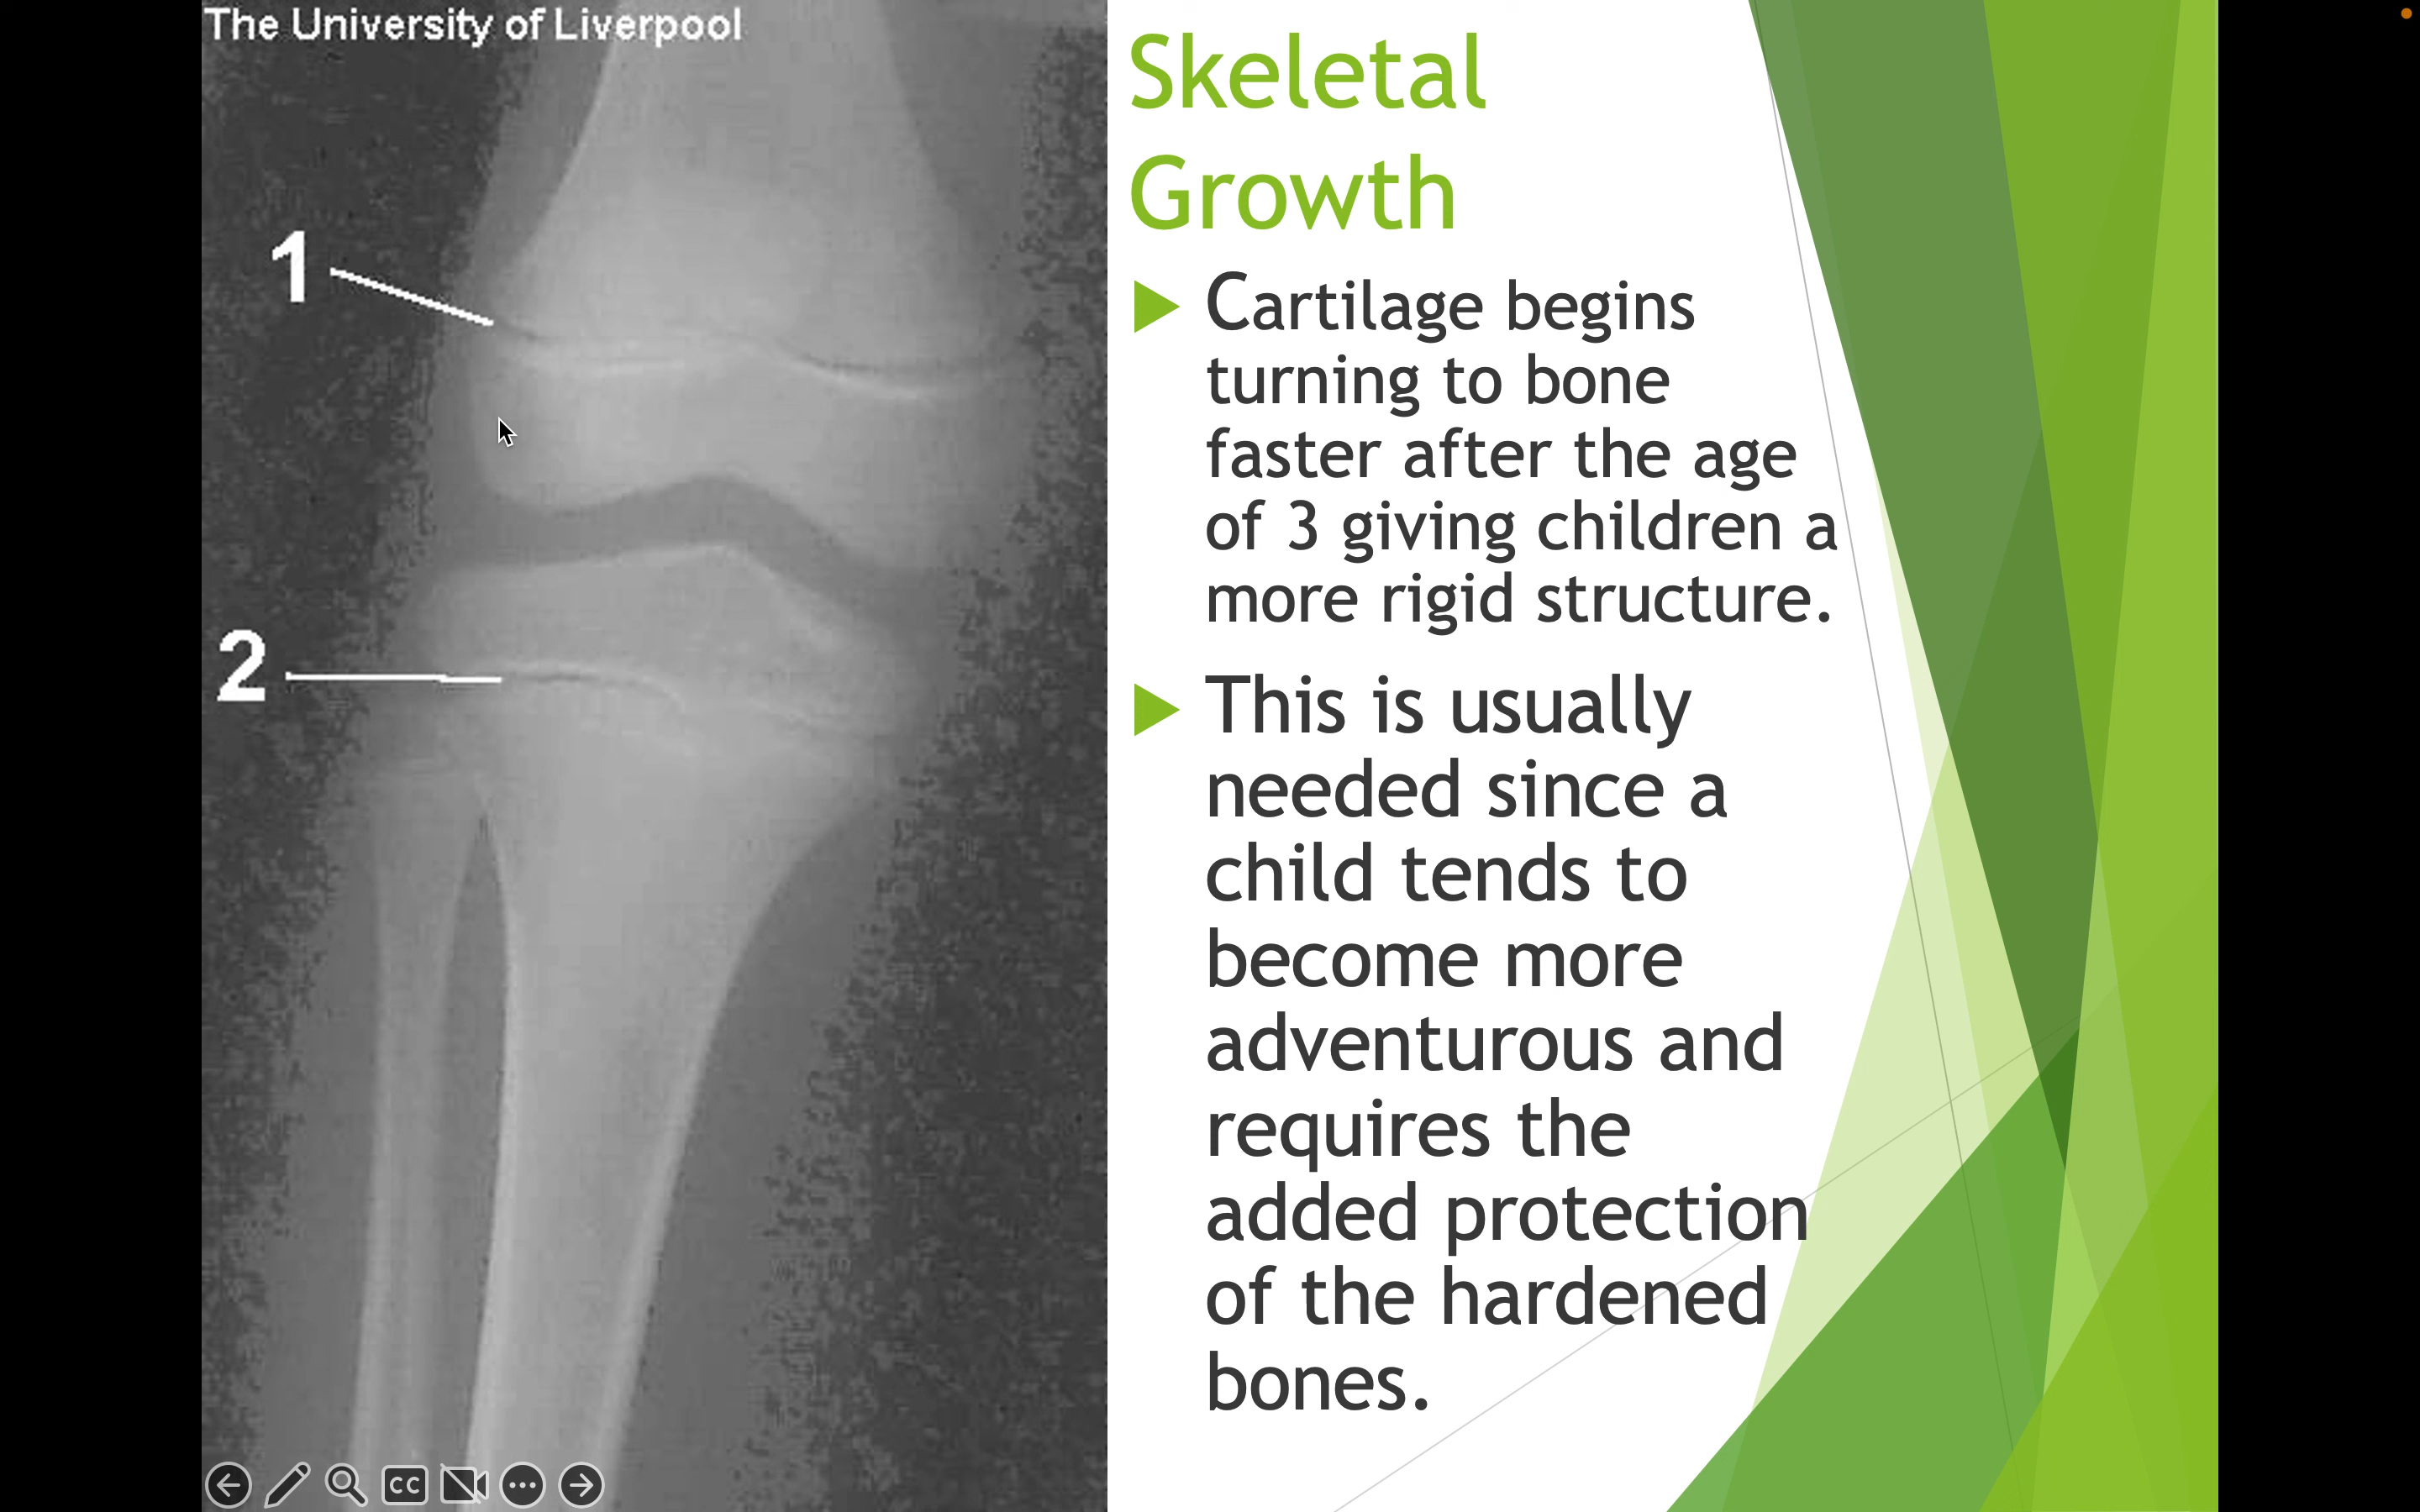 The University of Liverpool
1
2
Skeletal
Growth
Cartilage begins
turning to bone
faster after the age
of 3 giving children a
more rigid structure.
This is usually
needed since a
child tends to
become more
adventurous and
requires the
added protection
of the hardened
bones.
CC